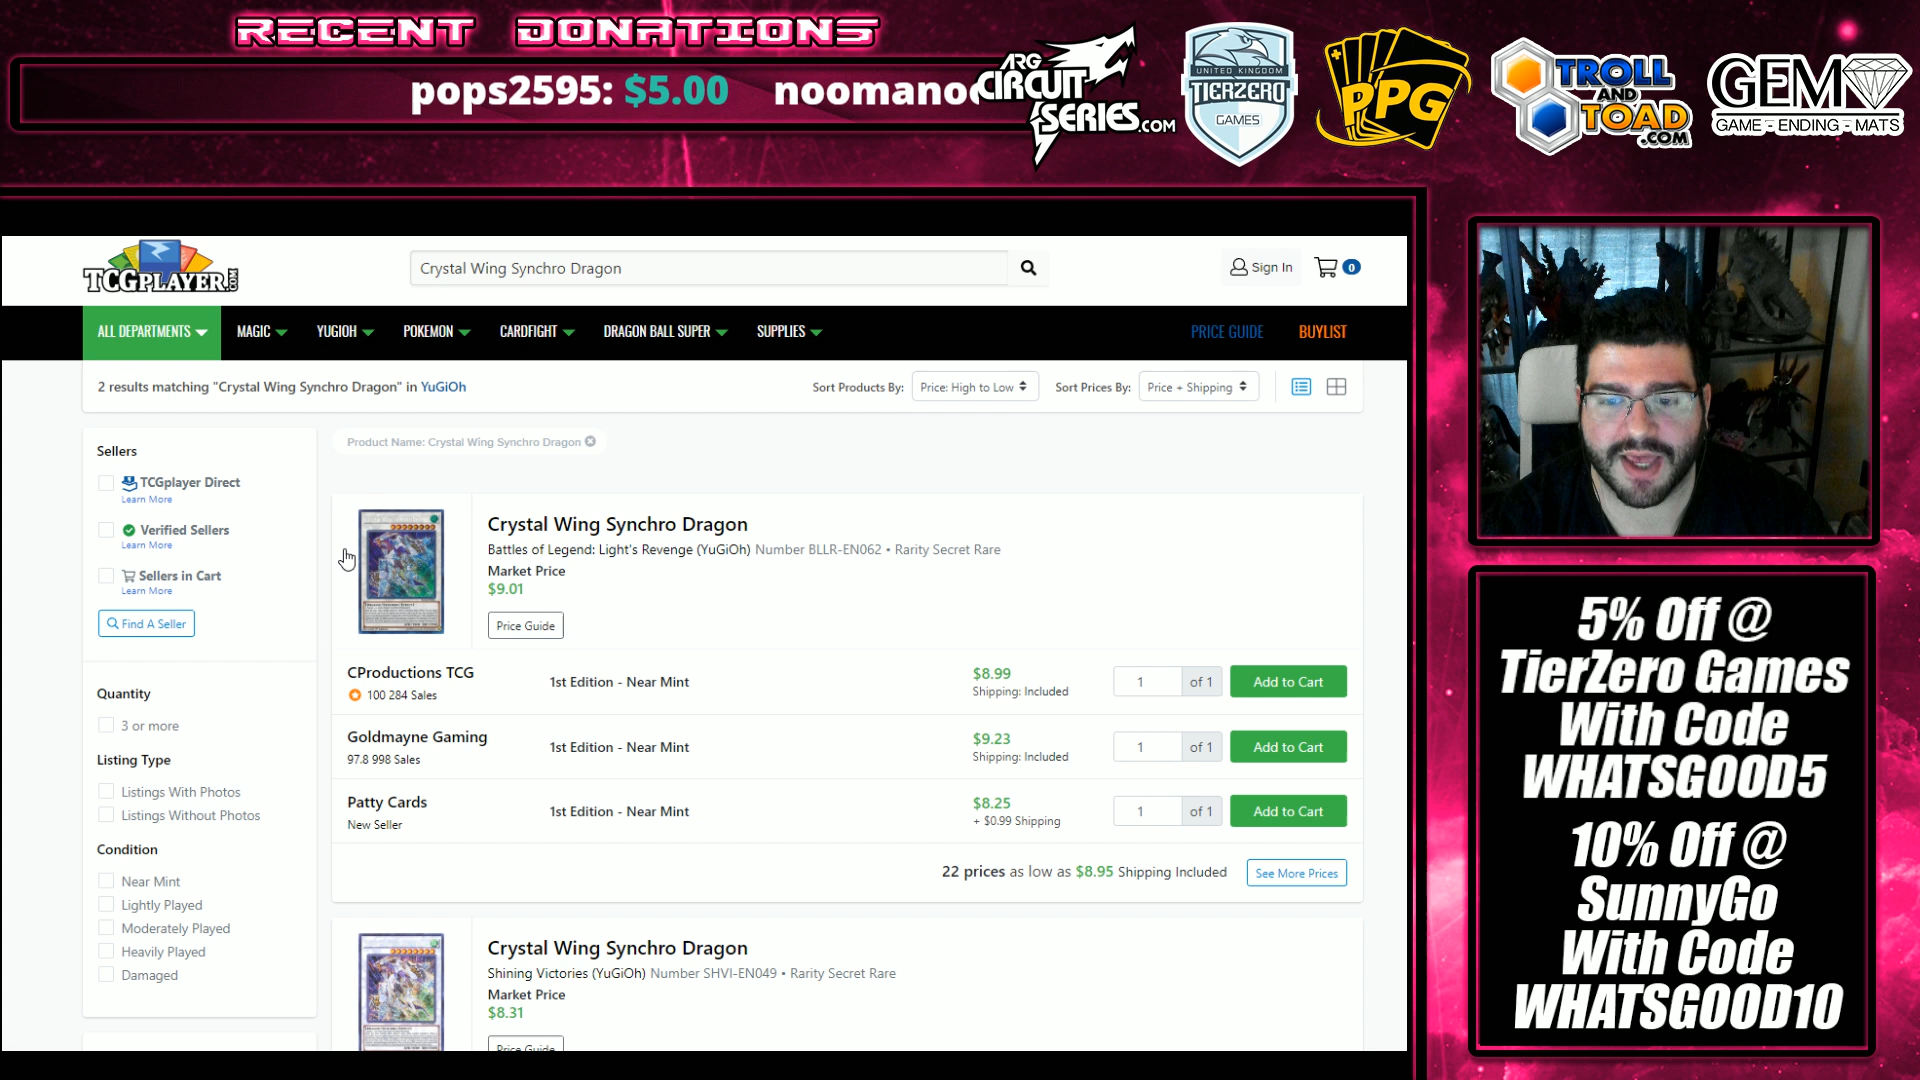 RECENT DONATIONS
pops2595: $5.00 noomano
ARG
CIRCUIT
SERIES.COM
UNITED KINGDOM
TIERZERO
GAMES
PPG
TROLL
AND
TOAD
.COM
GEM
GAME - ENDING - MATS
TCGPLAYER.COM
Crystal Wing Synchro Dragon
Sign In
0
ALL DEPARTMENTS
MAGIC
YUGIOH
POKEMON
CARDFIGHT
DRAGON BALL SUPER
SUPPLIES
PRICE GUIDE
BUYLIST
2 results matching "Crystal Wing Synchro Dragon" in YuGiOh
Sort Products By:
Price: High to Low
Sort Prices By:
Price + Shipping
Sellers
TCGplayer Direct
Learn More
Verified Sellers
Learn More
Sellers in Cart
Learn More
Find A Seller
Quantity
3 or more
Listing Type
Listings With Photos
Listings Without Photos
Condition
Near Mint
Lightly Played
Moderately Played
Heavily Played
Damaged
Product Name: Crystal Wing Synchro Dragon
Crystal Wing Synchro Dragon
Battles of Legend: Light's Revenge (YuGiOh) Number BLLR-EN062 • Rarity Secret Rare
Market Price
$9.01
Price Guide
CProductions TCG
100 284 Sales
1st Edition - Near Mint
$8.99
Shipping: Included
1 of 1
Add to Cart
Goldmayne Gaming
97.8 998 Sales
1st Edition - Near Mint
$9.23
Shipping: Included
1 of 1
Add to Cart
Patty Cards
New Seller
1st Edition - Near Mint
$8.25
+ $0.99 Shipping
1 of 1
Add to Cart
22 prices as low as $8.95 Shipping Included
See More Prices
Crystal Wing Synchro Dragon
Shining Victories (YuGiOh) Number SHVI-EN049 • Rarity Secret Rare
Market Price
$8.31
Price Guide
5% Off @
TierZero Games
With Code
WHATSGOOD5
10% Off @
SunnyGo
With Code
WHATSGOOD10